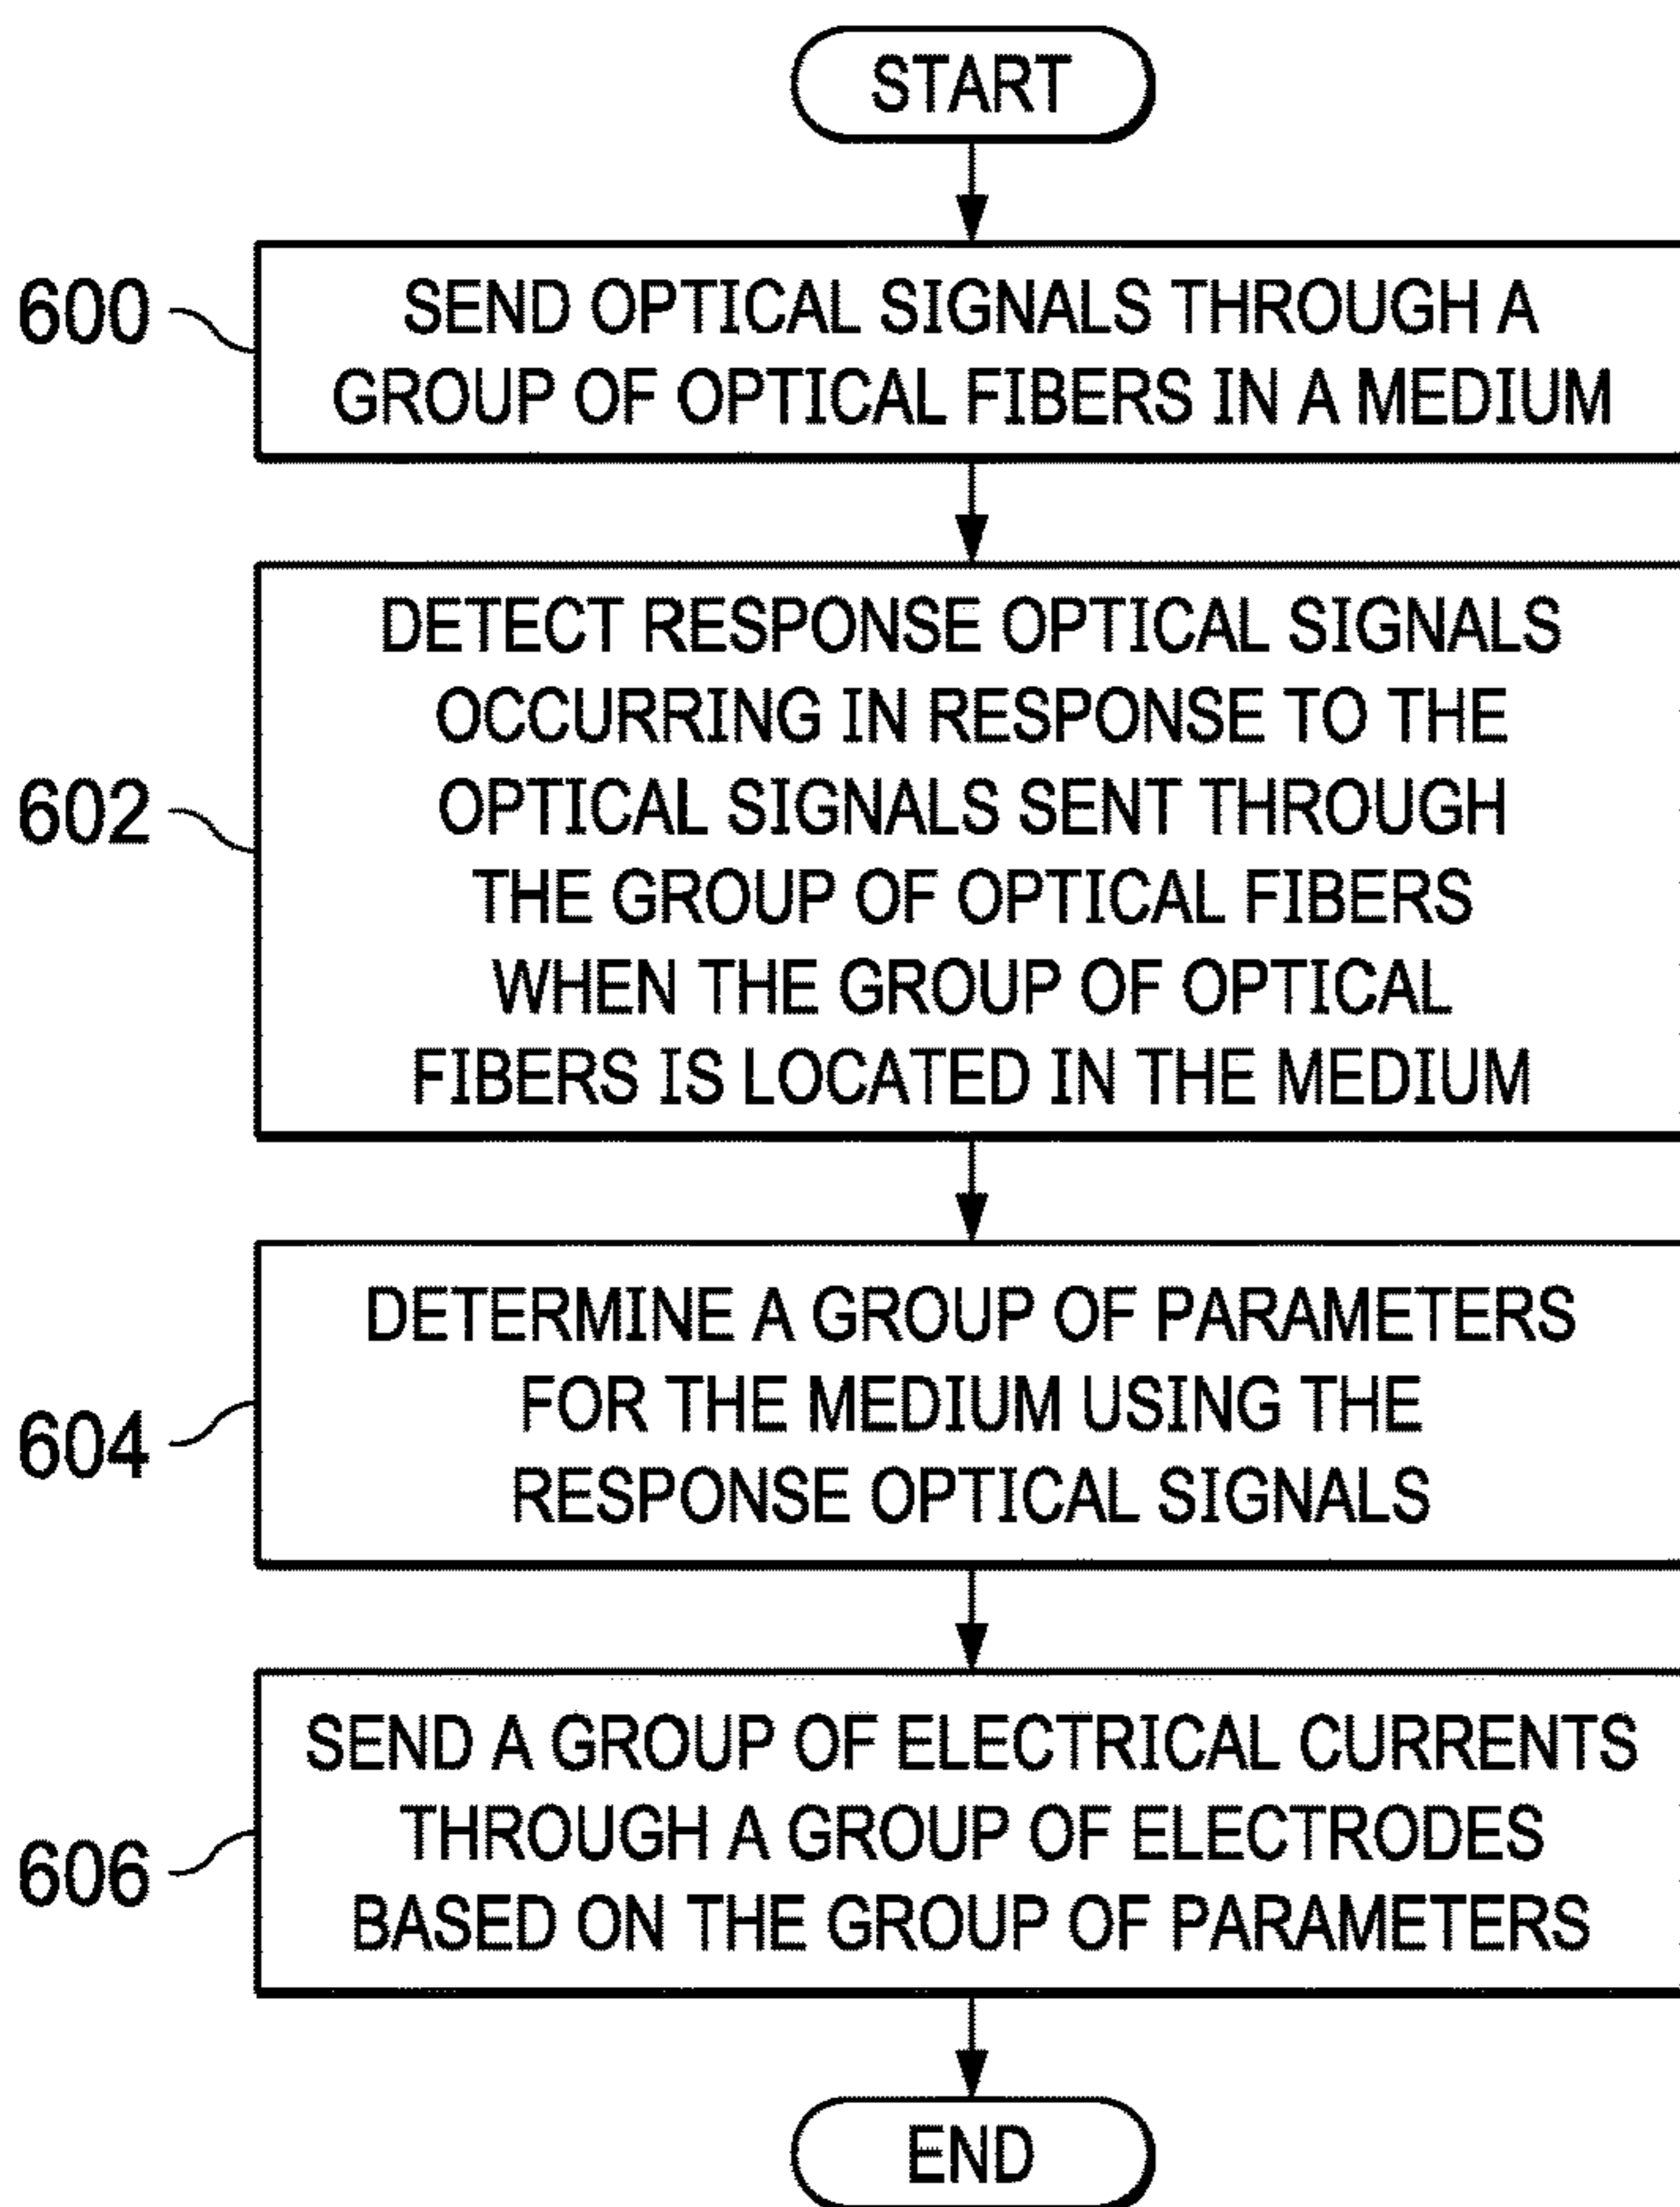 START
600
SEND OPTICAL SIGNALS THROUGH A
GROUP OF OPTICAL FIBERS IN A MEDIUM
602
DETECT RESPONSE OPTICAL SIGNALS
OCCURRING IN RESPONSE TO THE
OPTICAL SIGNALS SENT THROUGH
THE GROUP OF OPTICAL FIBERS
WHEN THE GROUP OF OPTICAL
FIBERS IS LOCATED IN THE MEDIUM
604
DETERMINE A GROUP OF PARAMETERS
FOR THE MEDIUM USING THE
RESPONSE OPTICAL SIGNALS
606
SEND A GROUP OF ELECTRICAL CURRENTS
THROUGH A GROUP OF ELECTRODES
BASED ON THE GROUP OF PARAMETERS
END